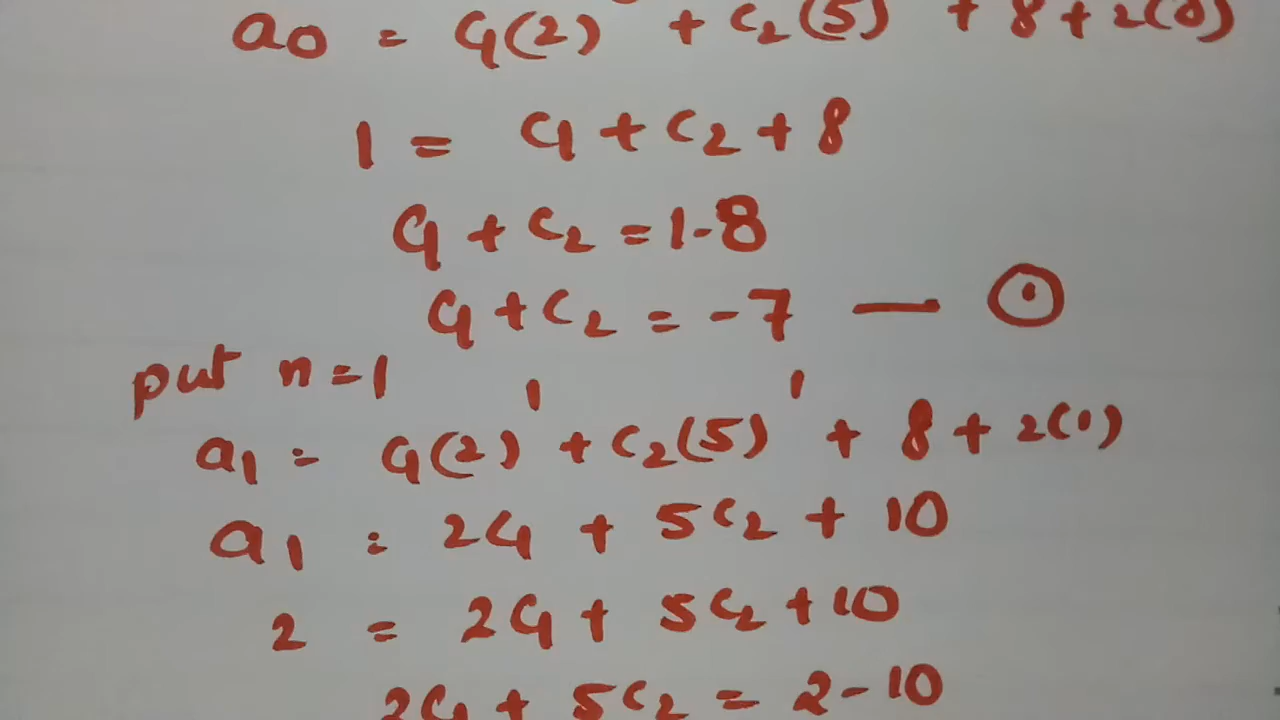 a0 = C1(2) + C2(5) + 8 + 2(0)
1 = C1 + C2 + 8
C1 + C2 = 1-8
C1 + C2 = -7 — ⊙
put n=1
a1 = C1(2)¹ + C2(5)¹ + 8 + 2(1)
a1 = 2C1 + 5C2 + 10
2 = 2C1 + 5C2 + 10
2C1 + 5C2 = 2-10